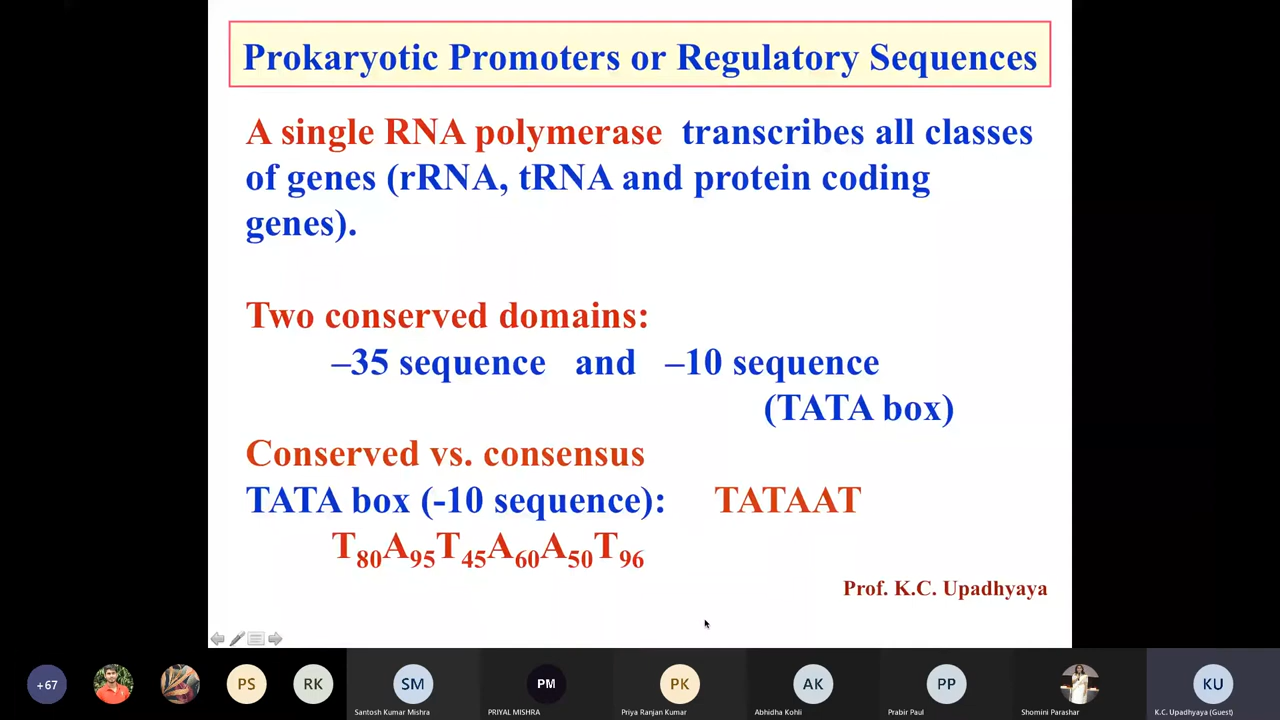 Prokaryotic Promoters or Regulatory Sequences
A single RNA polymerase transcribes all classes
of genes (rRNA, tRNA and protein coding
genes).
Two conserved domains:
–35 sequence and –10 sequence
(TATA box)
Conserved vs. consensus
TATA box (-10 sequence): TATAAT
T₈₀A₉₅T₄₅A₆₀A₅₀T₉₆
Prof. K.C. Upadhyaya
+67 PS RK SM PM PK AK PP KU
Santosh Kumar Mishra PRIYAL MISHRA Priya Ranjan Kumar Abhidha Kohli Prabir Paul Shomini Parashar K.C. Upadhyaya (Guest)